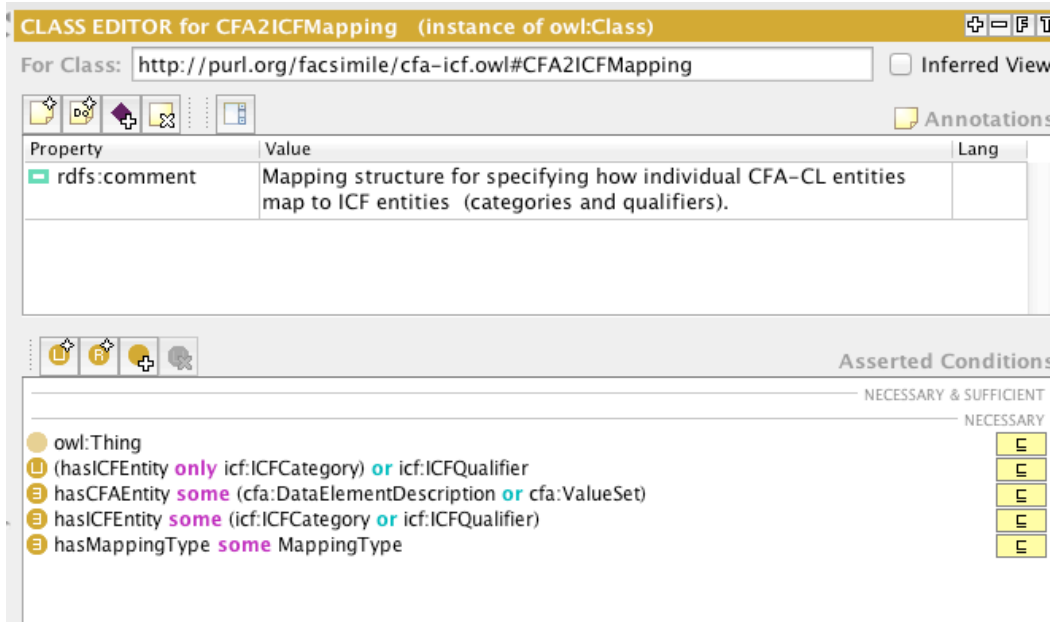 CLASS EDITOR for CFA2ICFMapping (instance of owl:Class)
For Class: http://purl.org/facsimile/cfa-icf.owl#CFA2ICFMapping Inferred View
Annotations
Property Value Lang
rdfs:comment Mapping structure for specifying how individual CFA-CL entities
map to ICF entities (categories and qualifiers).
Asserted Conditions
NECESSARY & SUFFICIENT
NECESSARY
owl:Thing
(hasICFEntity only icf:ICFCategory) or icf:ICFQualifier
hasCFAEntity some (cfa:DataElementDescription or cfa:ValueSet)
hasICFEntity some (icf:ICFCategory or icf:ICFQualifier)
hasMappingType some MappingType